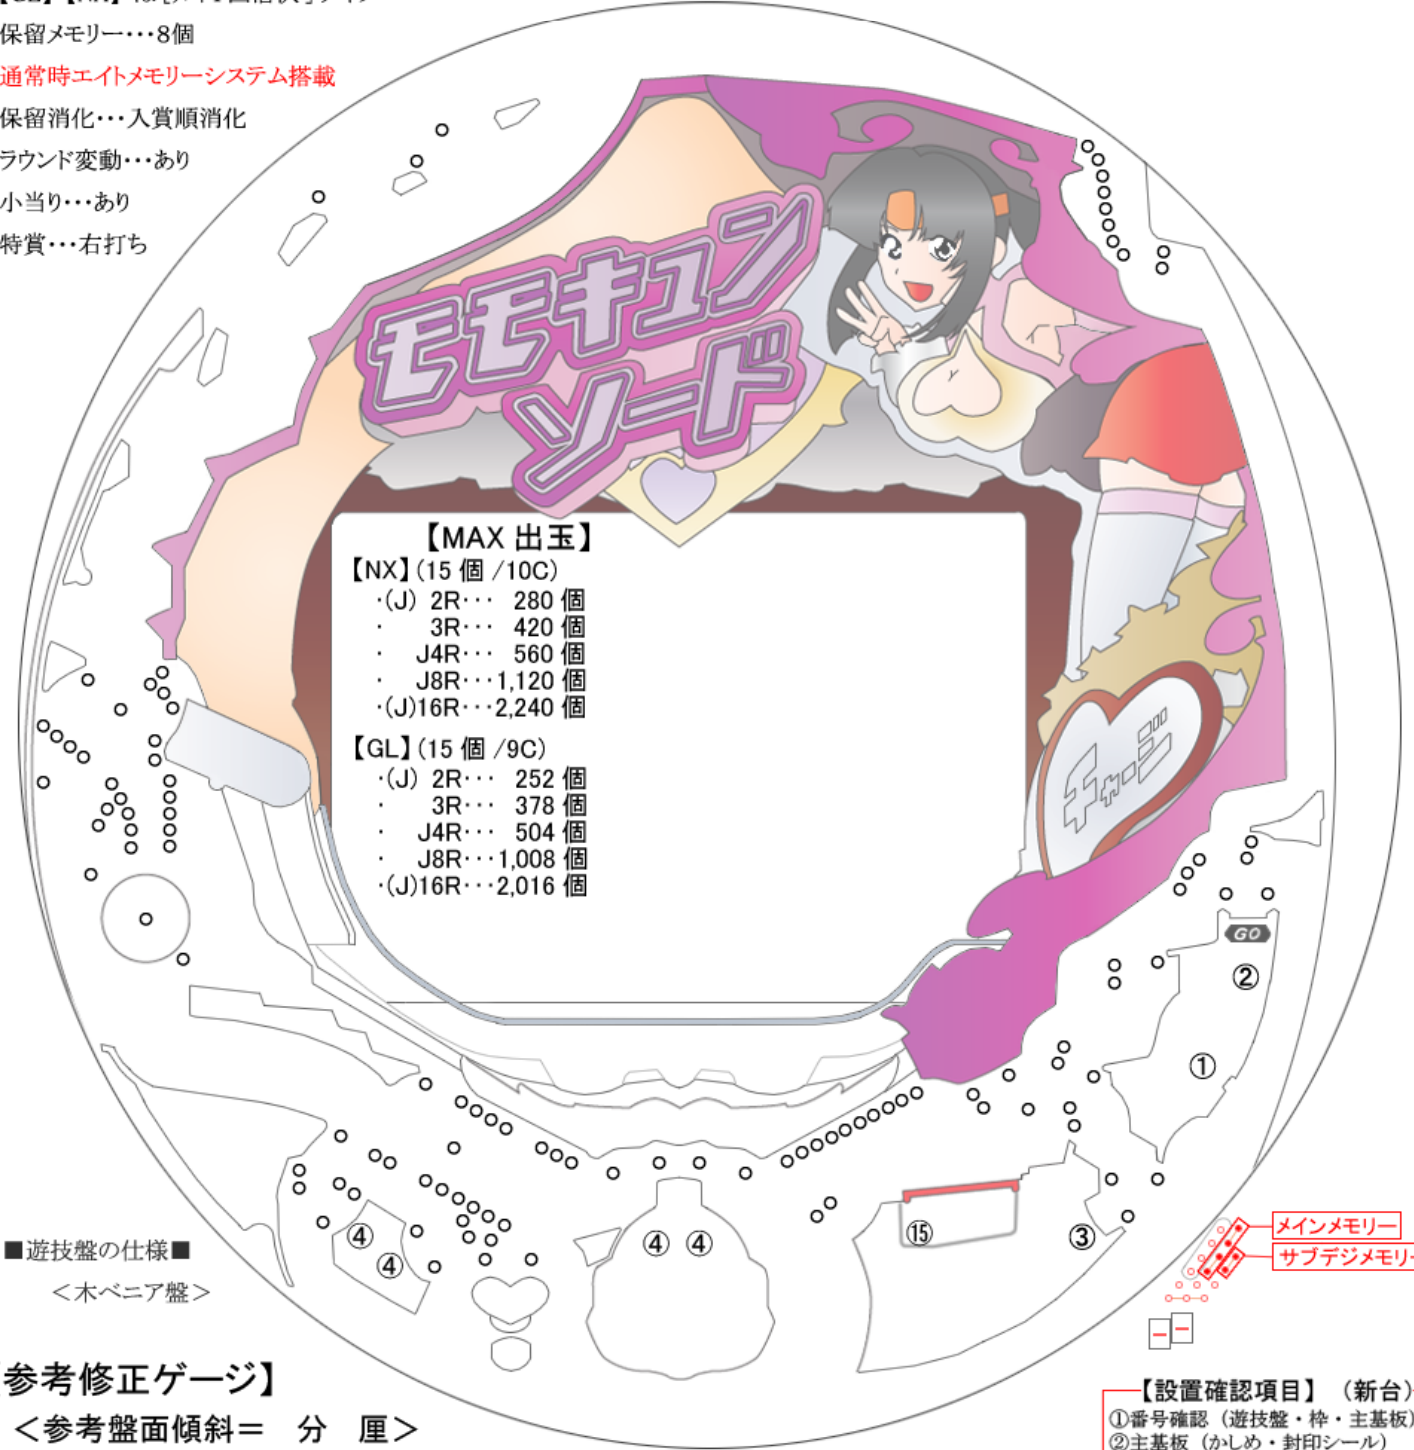 保留メモリー・・・8個
通常時エイトメモリーシステム搭載
保留消化・・・入賞順消化
ラウンド変動・・・あり
小当り・・・あり
特賞・・・右打ち
モモキュン
ソード
【MAX 出玉】
【NX】(15 個 /10C)
・(J) 2R・・・ 280 個
・ 3R・・・ 420 個
・ J4R・・・ 560 個
・ J8R・・・1,120 個
・(J)16R・・・2,240 個
【GL】(15 個 /9C)
・(J) 2R・・・ 252 個
・ 3R・・・ 378 個
・ J4R・・・ 504 個
・ J8R・・・1,008 個
・(J)16R・・・2,016 個
チャージ
GO
②
①
④ ④
④ ④
⑮
③
メインメモリー
サブデジメモリ
■遊技盤の仕様■
＜木ベニア盤＞
参考修正ゲージ】
＜参考盤面傾斜＝ 分 厘＞
【設置確認項目】（新台）
①番号確認（遊技盤・枠・主基板）
②主基板（かしめ・封印シール）